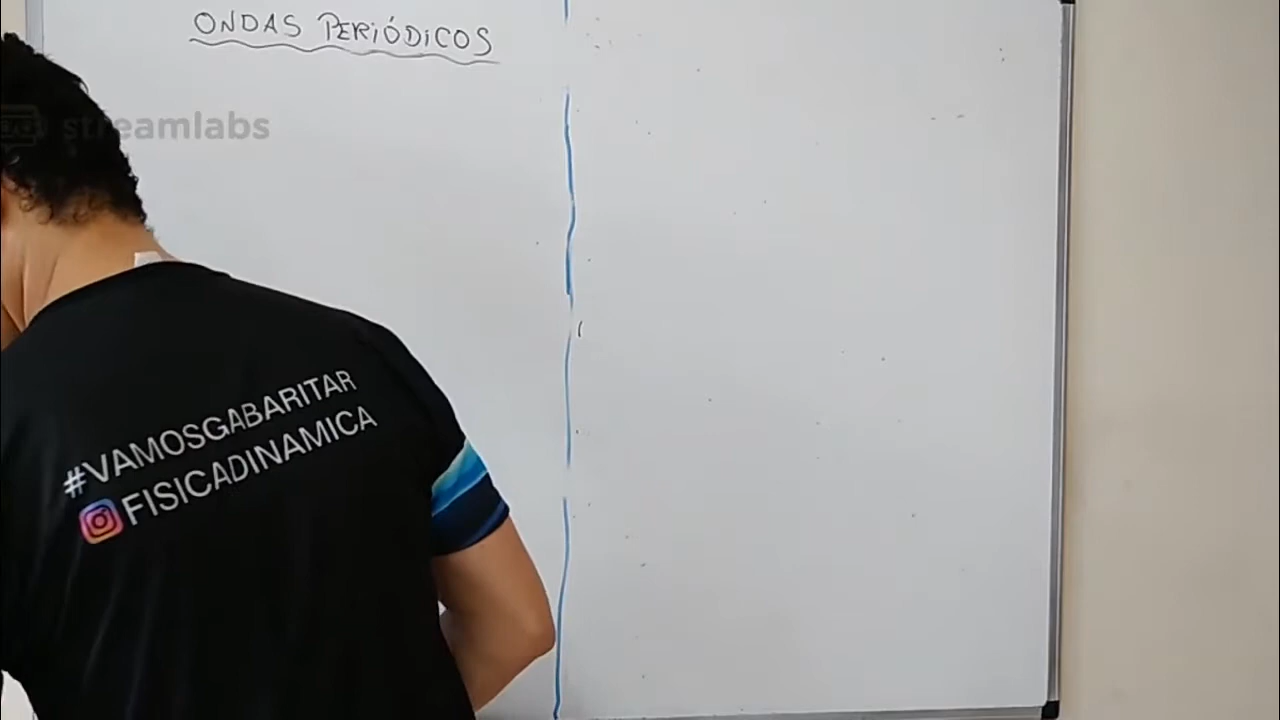 ONDAS PERIÓDICOS
streamlabs
#VAMOSGABARITAR
FISICADINAMICA